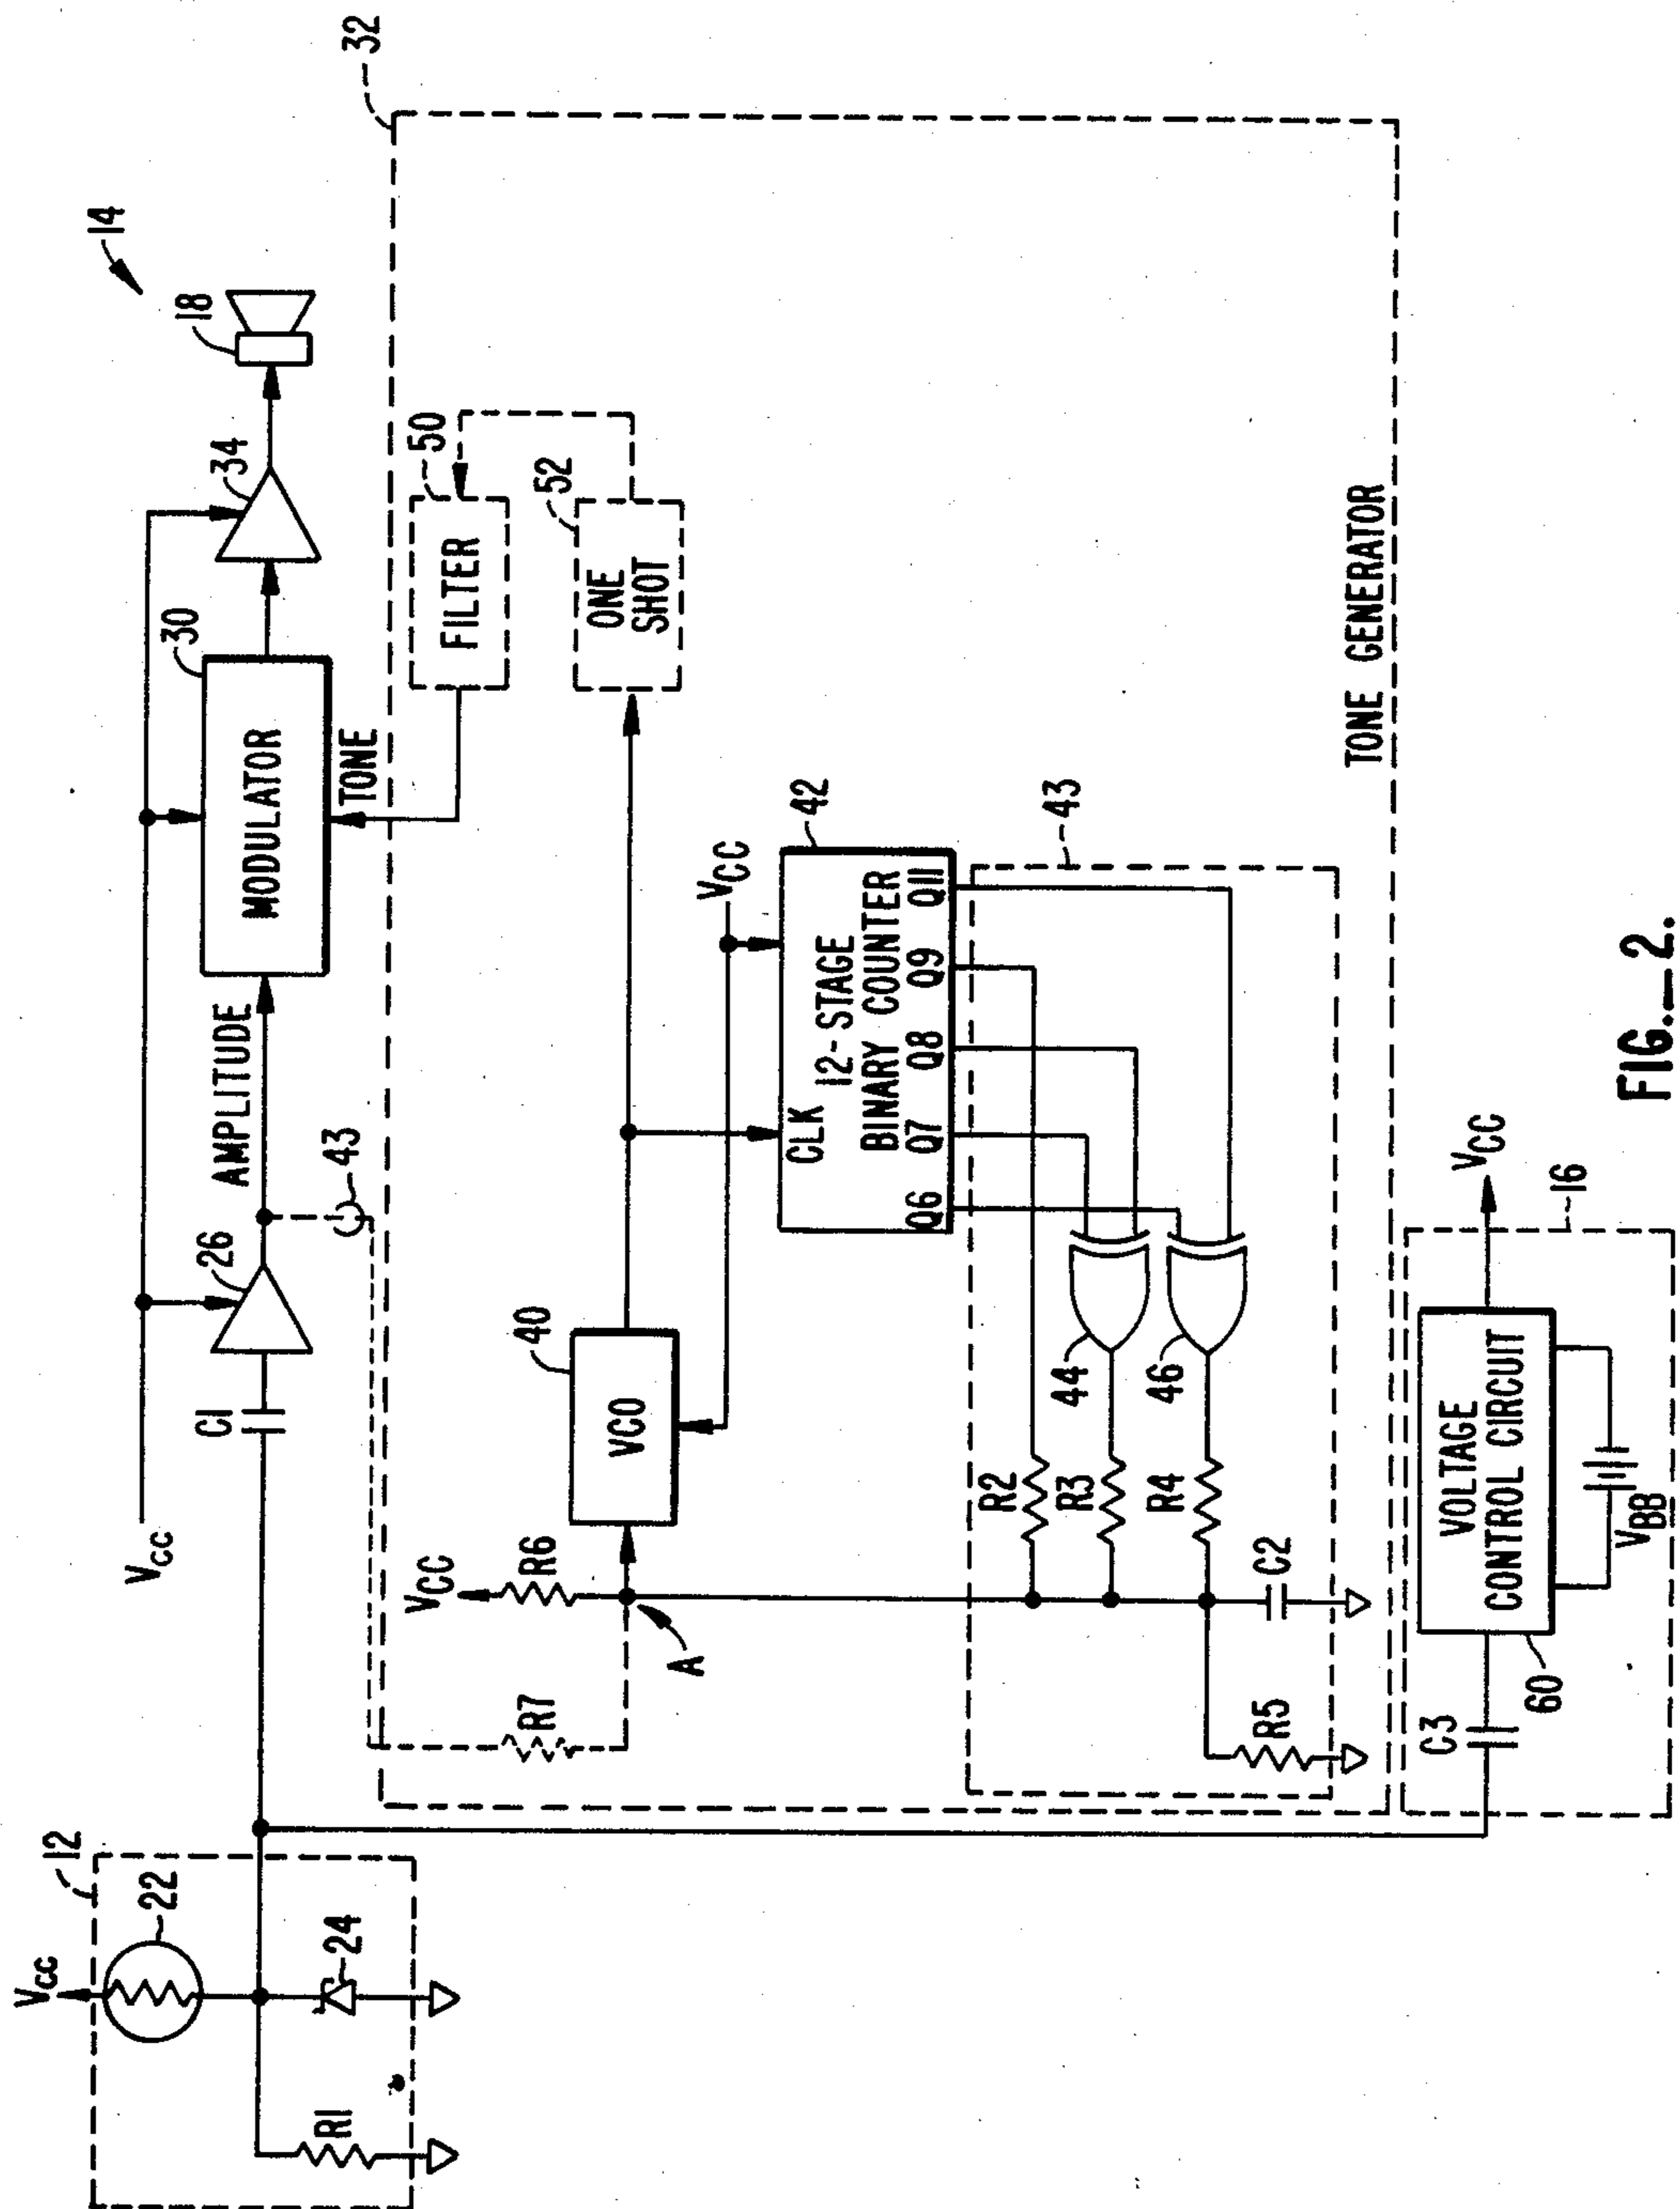 VCC
12
22
24
R1
VCC
C1
26
AMPLITUDE
43
MODULATOR
30
TONE
34
18
14
32
R7
VCC
R6
A
VCO
40
VCC
FILTER
50
ONE
SHOT
52
CLK
12-STAGE
BINARY COUNTER
42
Q6
Q7
Q8
Q9
Q11
43
44
46
R2
R3
R4
R5
C2
TONE GENERATOR
C3
VOLTAGE
CONTROL CIRCUIT
60
VBB
VCC
16
FIG.—2.